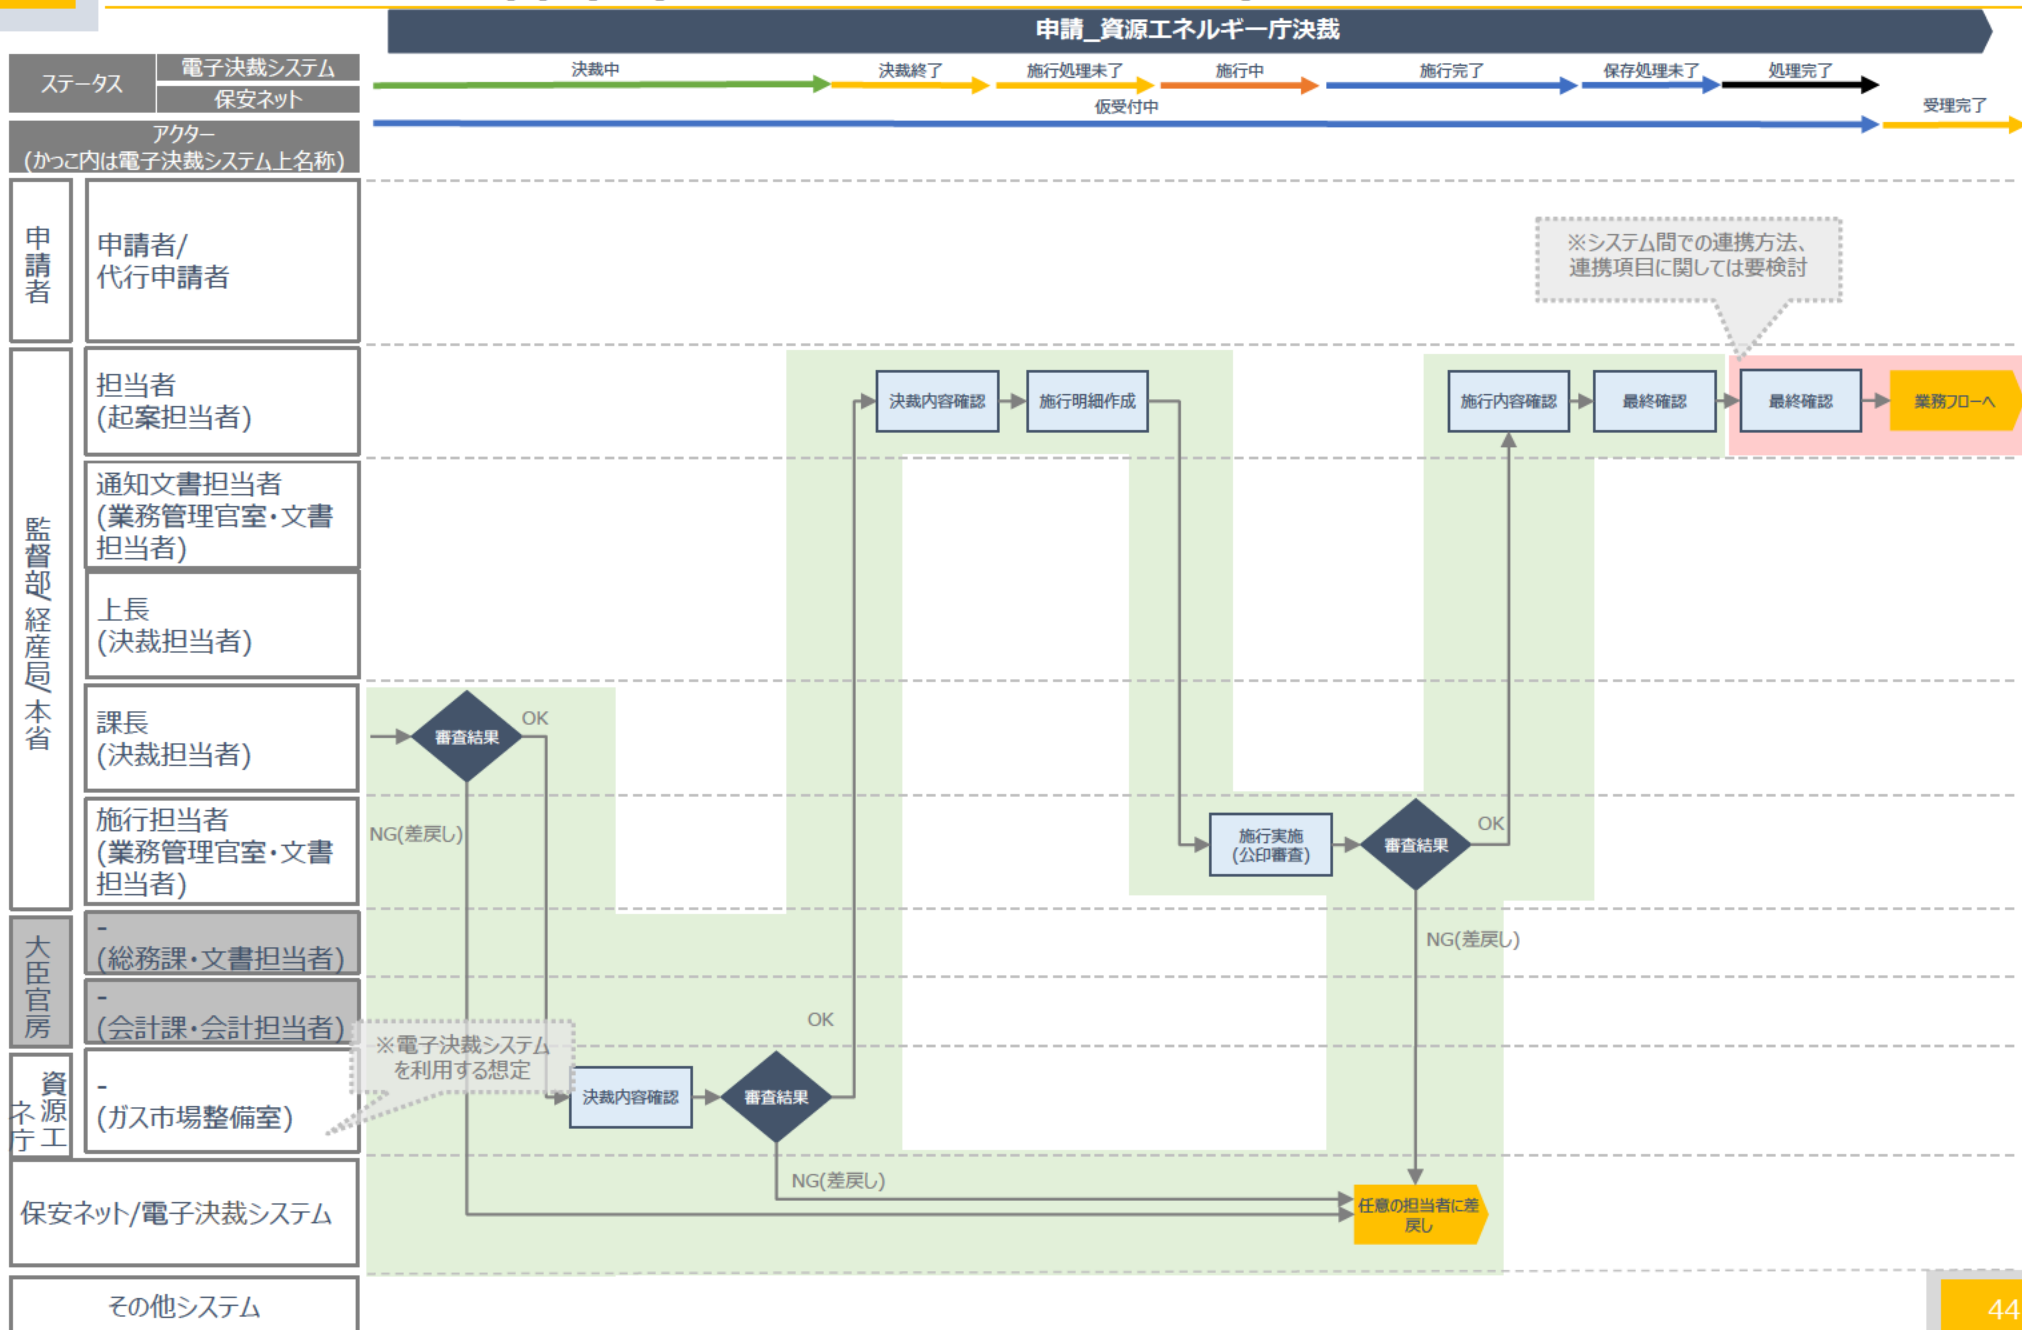 申請_資源エネルギー庁決裁
ステータス
電子決裁システム
保安ネット
決裁中
決裁終了
施行処理未了
施行中
施行完了
保存処理未了
処理完了
仮受付中
受理完了
アクター
(かっこ内は電子決裁システム上名称)
申請者
申請者/
代行申請者
※システム間での連携方法、
連携項目に関しては要検討
監督部/経産局/本省
担当者
(起案担当者)
決裁内容確認
施行明細作成
施行内容確認
最終確認
最終確認
業務フローへ
通知文書担当者
(業務管理官室・文書
担当者)
上長
(決裁担当者)
課長
(決裁担当者)
審査結果
OK
NG(差戻し)
施行担当者
(業務管理官室・文書
担当者)
施行実施
(公印審査)
審査結果
OK
NG(差戻し)
大臣官房
-
(総務課・文書担当者)
-
(会計課・会計担当者)
資源エ
ネ庁
-
(ガス市場整備室)
※電子決裁システム
を利用する想定
決裁内容確認
審査結果
OK
NG(差戻し)
保安ネット/電子決裁システム
任意の担当者に差
戻し
その他システム
44